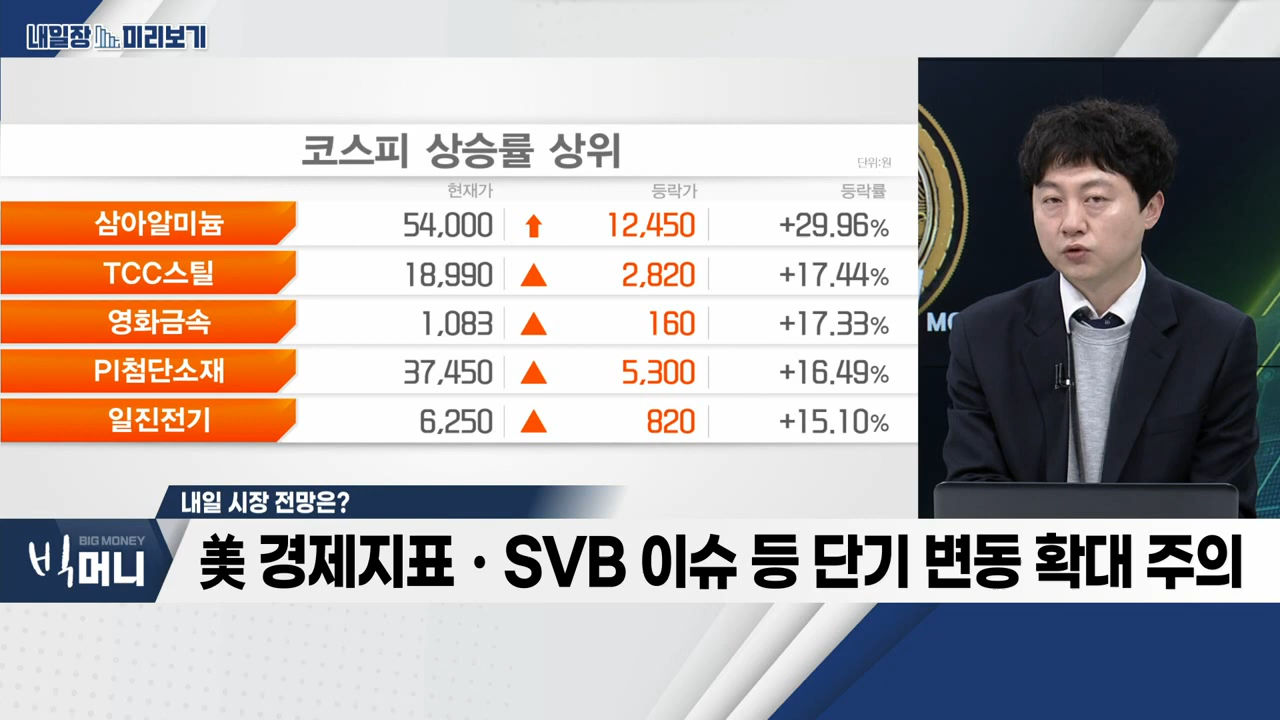 내일장 미리보기
코스피 상승률 상위
단위:원
현재가 등락가 등락률
삼아알미늄 54,000 12,450 +29.96%
TCC스틸 18,990 ▲ 2,820 +17.44%
영화금속 1,083 ▲ 160 +17.33%
PI첨단소재 37,450 ▲ 5,300 +16.49%
일진전기 6,250 ▲ 820 +15.10%
내일 시장 전망은?
BIG MONEY
빅머니
美 경제지표 · SVB 이슈 등 단기 변동 확대 주의